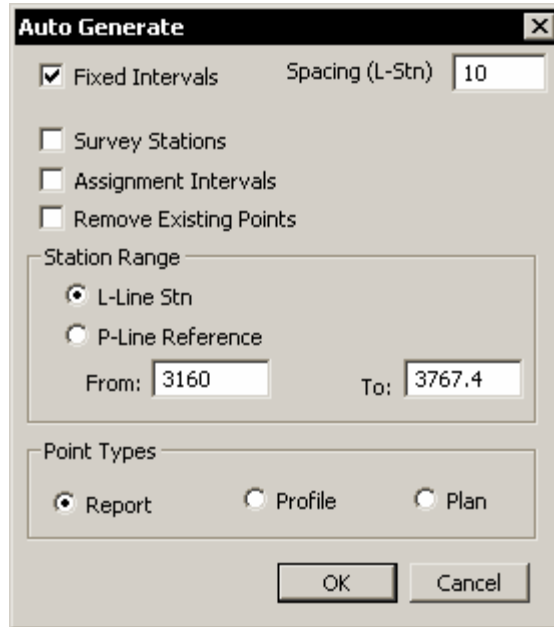 Auto Generate
Fixed Intervals Spacing (L-Stn) 10
Survey Stations
Assignment Intervals
Remove Existing Points
Station Range
L-Line Stn
P-Line Reference
From: 3160 To: 3767.4
Point Types
Report Profile Plan
OK Cancel